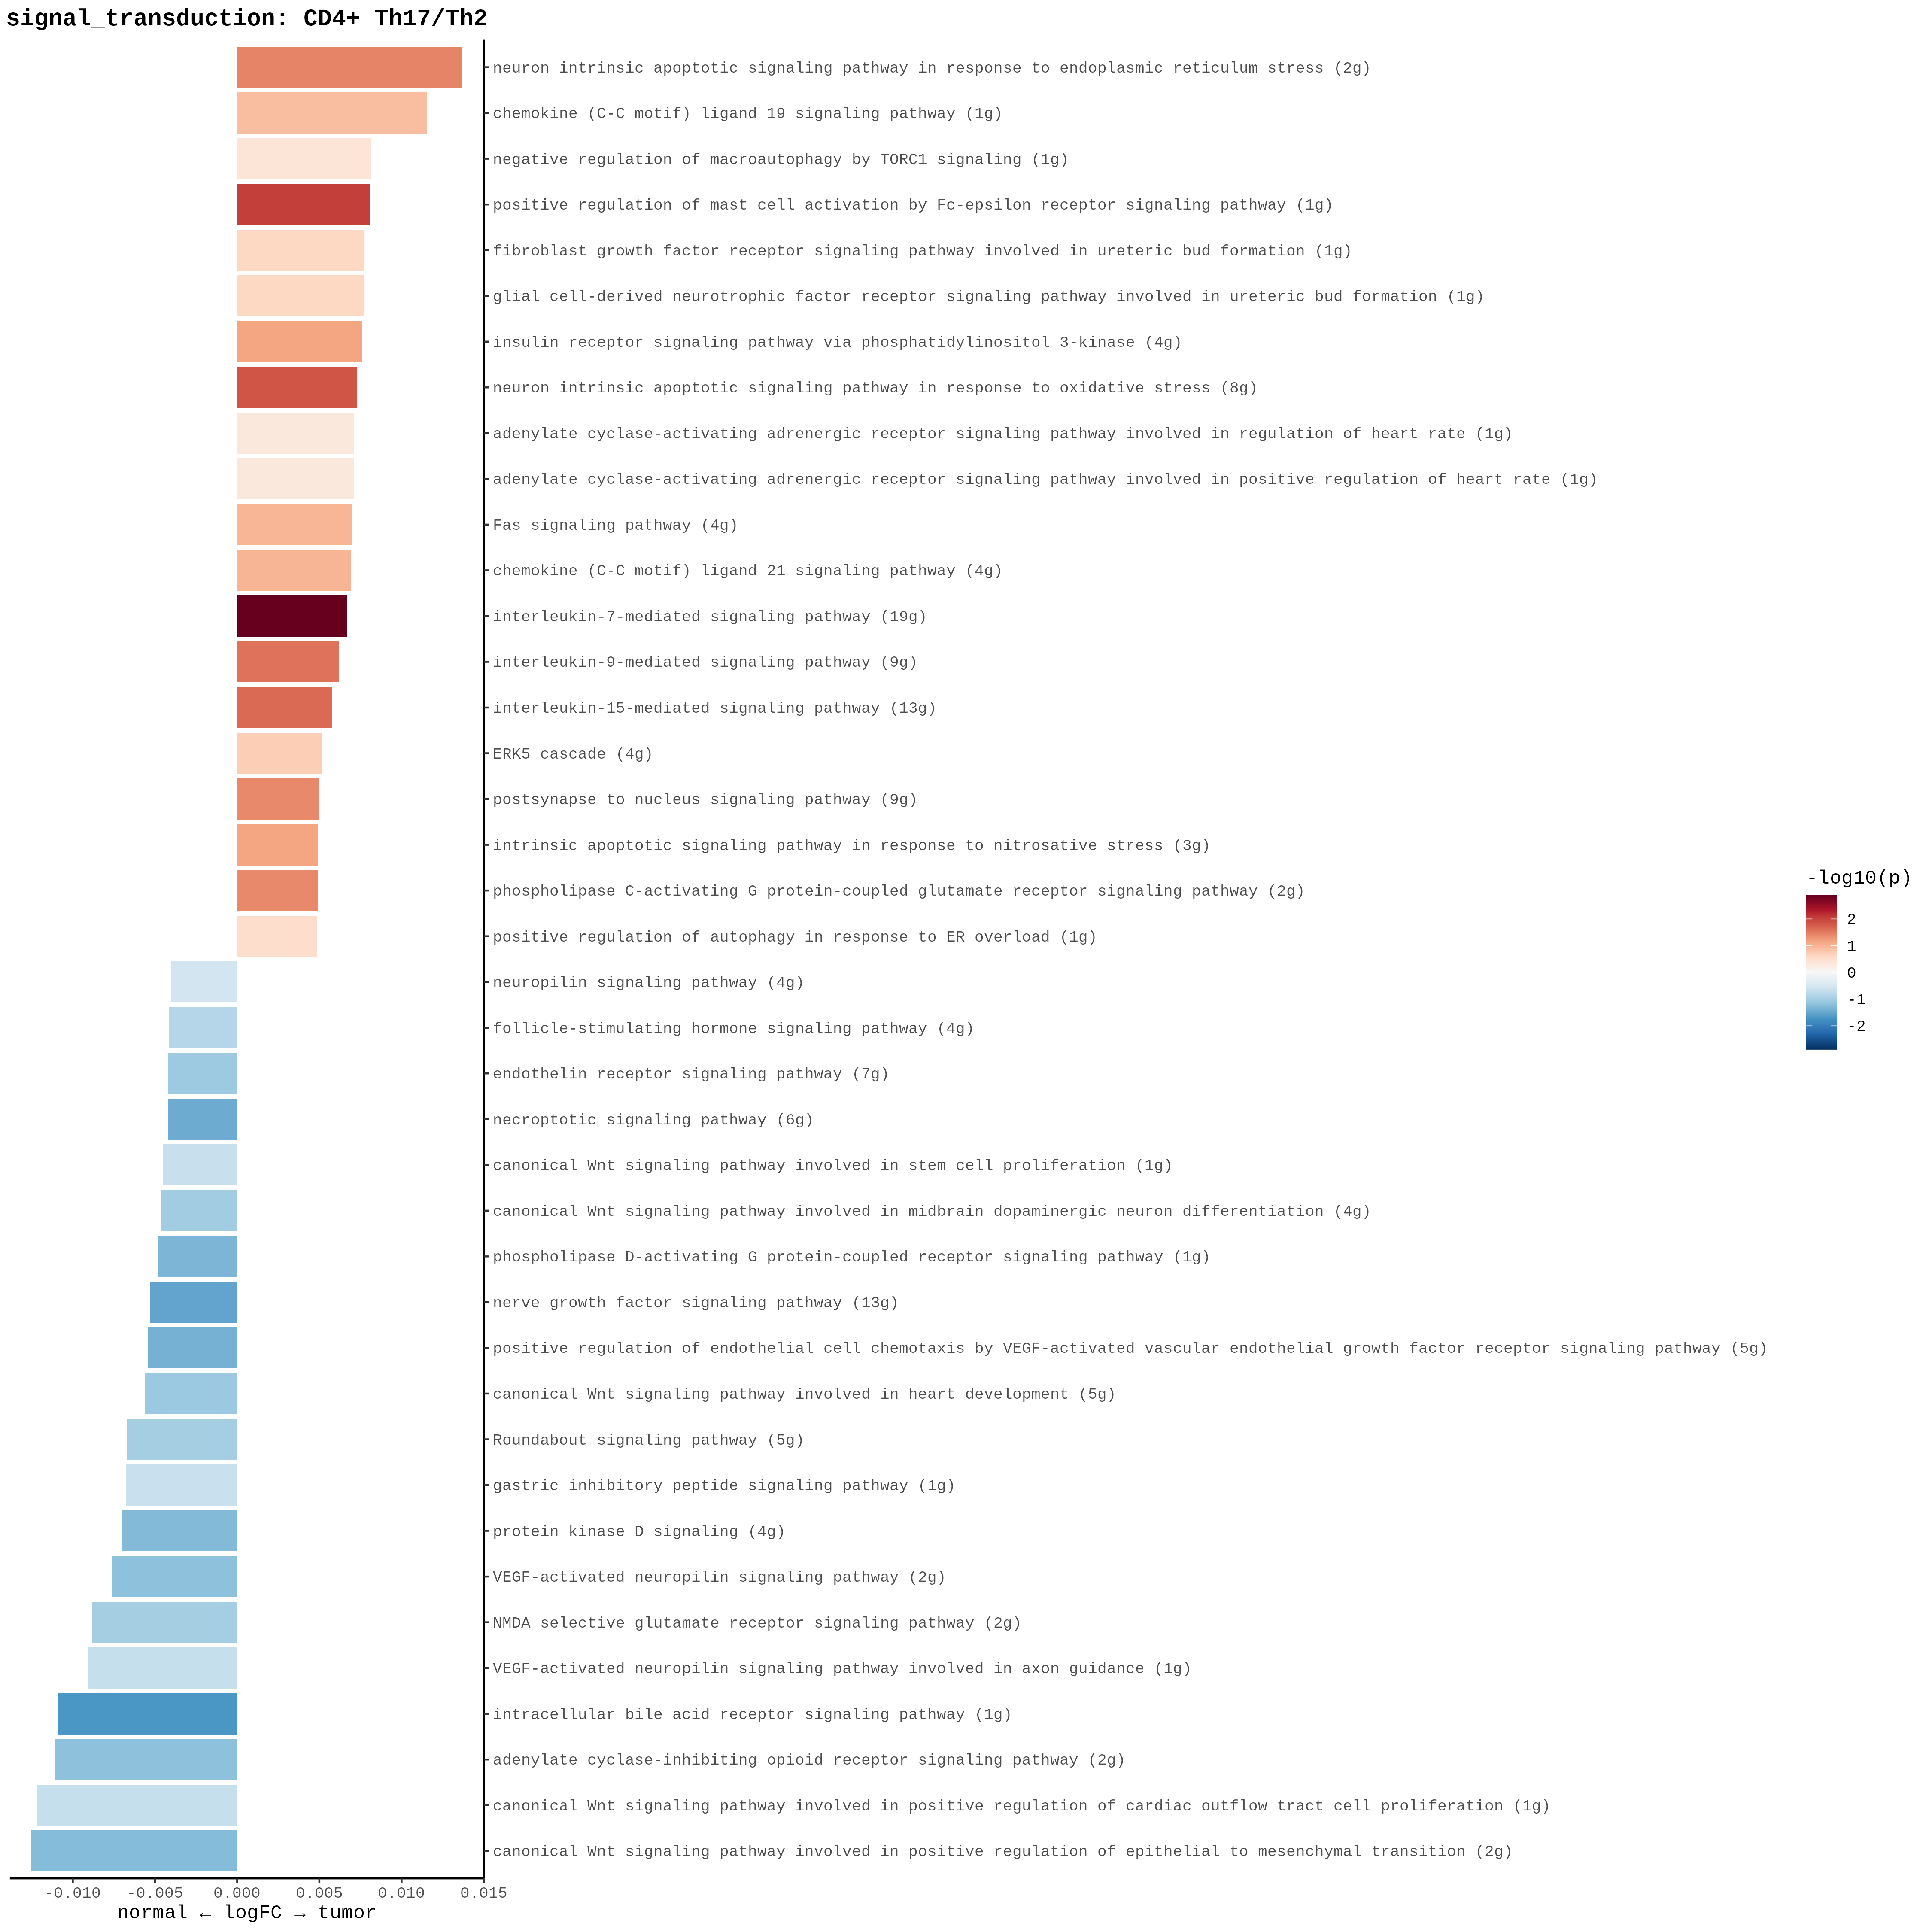 signal_transduction: CD4+ Th17/Th2
neuron intrinsic apoptotic signaling pathway in response to endoplasmic reticulum stress (2g)
chemokine (C-C motif) ligand 19 signaling pathway (1g)
negative regulation of macroautophagy by TORC1 signaling (1g)
positive regulation of mast cell activation by Fc-epsilon receptor signaling pathway (1g)
fibroblast growth factor receptor signaling pathway involved in ureteric bud formation (1g)
glial cell-derived neurotrophic factor receptor signaling pathway involved in ureteric bud formation (1g)
insulin receptor signaling pathway via phosphatidylinositol 3-kinase (4g)
neuron intrinsic apoptotic signaling pathway in response to oxidative stress (8g)
adenylate cyclase-activating adrenergic receptor signaling pathway involved in regulation of heart rate (1g)
adenylate cyclase-activating adrenergic receptor signaling pathway involved in positive regulation of heart rate (1g)
Fas signaling pathway (4g)
chemokine (C-C motif) ligand 21 signaling pathway (4g)
interleukin-7-mediated signaling pathway (19g)
interleukin-9-mediated signaling pathway (9g)
interleukin-15-mediated signaling pathway (13g)
ERK5 cascade (4g)
postsynapse to nucleus signaling pathway (9g)
intrinsic apoptotic signaling pathway in response to nitrosative stress (3g)
phospholipase C-activating G protein-coupled glutamate receptor signaling pathway (2g)
positive regulation of autophagy in response to ER overload (1g)
neuropilin signaling pathway (4g)
follicle-stimulating hormone signaling pathway (4g)
endothelin receptor signaling pathway (7g)
necroptotic signaling pathway (6g)
canonical Wnt signaling pathway involved in stem cell proliferation (1g)
canonical Wnt signaling pathway involved in midbrain dopaminergic neuron differentiation (4g)
phospholipase D-activating G protein-coupled receptor signaling pathway (1g)
nerve growth factor signaling pathway (13g)
positive regulation of endothelial cell chemotaxis by VEGF-activated vascular endothelial growth factor receptor signaling pathway (5g)
canonical Wnt signaling pathway involved in heart development (5g)
Roundabout signaling pathway (5g)
gastric inhibitory peptide signaling pathway (1g)
protein kinase D signaling (4g)
VEGF-activated neuropilin signaling pathway (2g)
NMDA selective glutamate receptor signaling pathway (2g)
VEGF-activated neuropilin signaling pathway involved in axon guidance (1g)
intracellular bile acid receptor signaling pathway (1g)
adenylate cyclase-inhibiting opioid receptor signaling pathway (2g)
canonical Wnt signaling pathway involved in positive regulation of cardiac outflow tract cell proliferation (1g)
canonical Wnt signaling pathway involved in positive regulation of epithelial to mesenchymal transition (2g)
-0.010 -0.005 0.000 0.005 0.010 0.015
normal ← logFC → tumor
-log10(p)
2
1
0
-1
-2